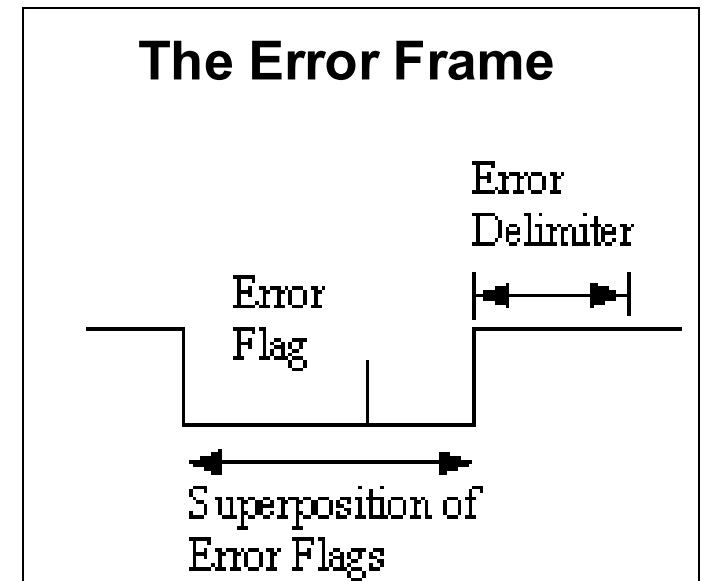 The Error Frame
Error
Delimiter
Error
Flag
Superposition of
Error Flags